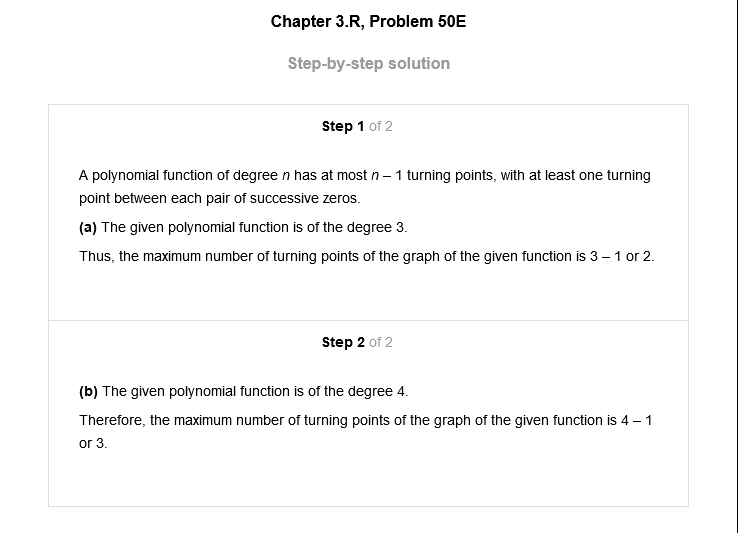 Chapter 3.R, Problem 50E
Step-by-step solution
Step 1 of 2
A polynomial function of degree n has at most n – 1 turning points, with at least one turning
point between each pair of successive zeros.
(a) The given polynomial function is of the degree 3.
Thus, the maximum number of turning points of the graph of the given function is 3 – 1 or 2.
Step 2 of 2
(b) The given polynomial function is of the degree 4.
Therefore, the maximum number of turning points of the graph of the given function is 4 – 1
or 3.